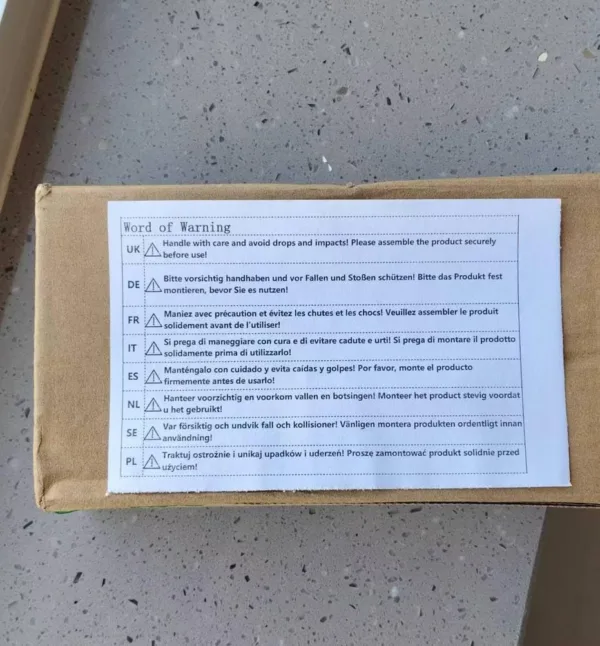 Word of Warning
UK Handle with care and avoid drops and impacts! Please assemble the product securely
before use!
DE Bitte vorsichtig handhaben und vor Fallen und Stoßen schützen! Bitte das Produkt fest
montieren, bevor Sie es nutzen!
FR Maniez avec précaution et évitez les chutes et les chocs! Veuillez assembler le produit
solidement avant de l'utiliser!
IT Si prega di maneggiare con cura e di evitare cadute e urti! Si prega di montare il prodotto
solidamente prima di utilizzarlo!
ES Manténgalo con cuidado y evita caídas y golpes! Por favor, monte el producto
firmemente antes de usarlo!
NL Hanteer voorzichtig en voorkom vallen en botsingen! Monteer het product stevig voordat
u het gebruikt!
SE Var försiktig och undvik fall och kollisioner! Vänligen montera produkten ordentligt innan
användning!
PL Traktuj ostrożnie i unikaj upadków i uderzeń! Proszę zamontować produkt solidnie przed
użyciem!